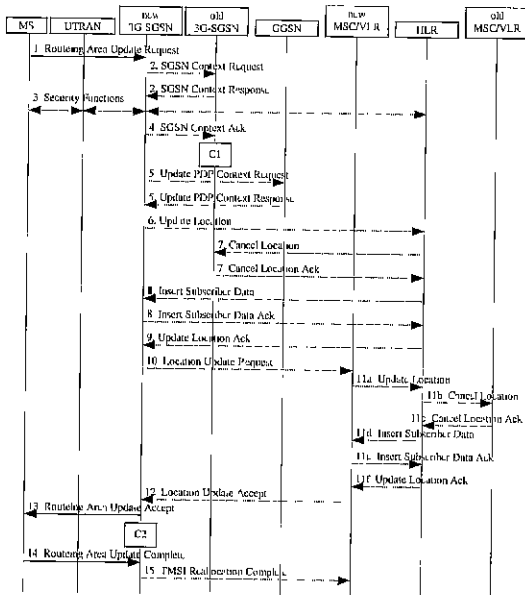 MS
UTRAN
new
3G-SGSN
old
3G-SGSN
GGSN
new
MSC/VLR
HLR
old
MSC/VLR
1. Routeing Area Update Request
2. SGSN Context Request
2. SGSN Context Response
3. Security Functions
4. SGSN Context Ack
C1
5. Update PDP Context Request
5. Update PDP Context Response
6. Update Location
7. Cancel Location
7. Cancel Location Ack
8. Insert Subscriber Data
8. Insert Subscriber Data Ack
9. Update Location Ack
10. Location Update Request
11a. Update Location
11b. Cancel Location
11c. Cancel Location Ack
11d. Insert Subscriber Data
11e. Insert Subscriber Data Ack
11f. Update Location Ack
12. Location Update Accept
13. Routeing Area Update Accept
C2
14. Routeing Area Update Complete
15. TMSI Reallocation Complete